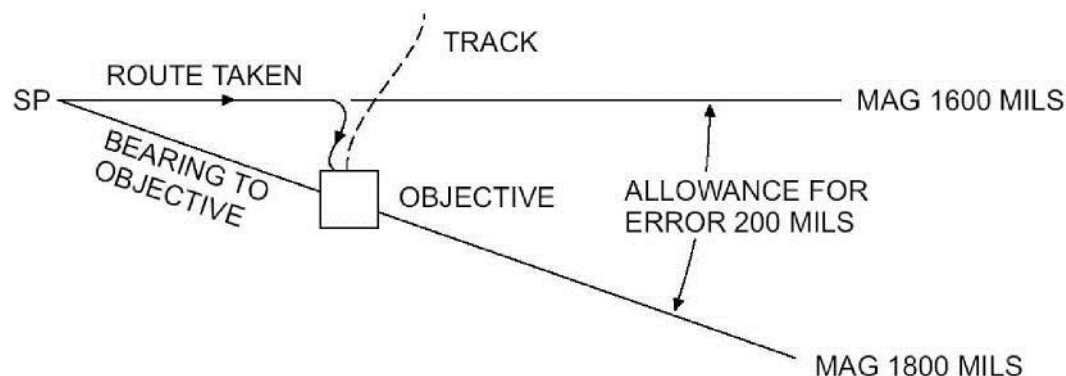 TRACK
ROUTE TAKEN
SP
MAG 1600 MILS
BEARING TO
OBJECTIVE
OBJECTIVE
ALLOWANCE FOR
ERROR 200 MILS
MAG 1800 MILS